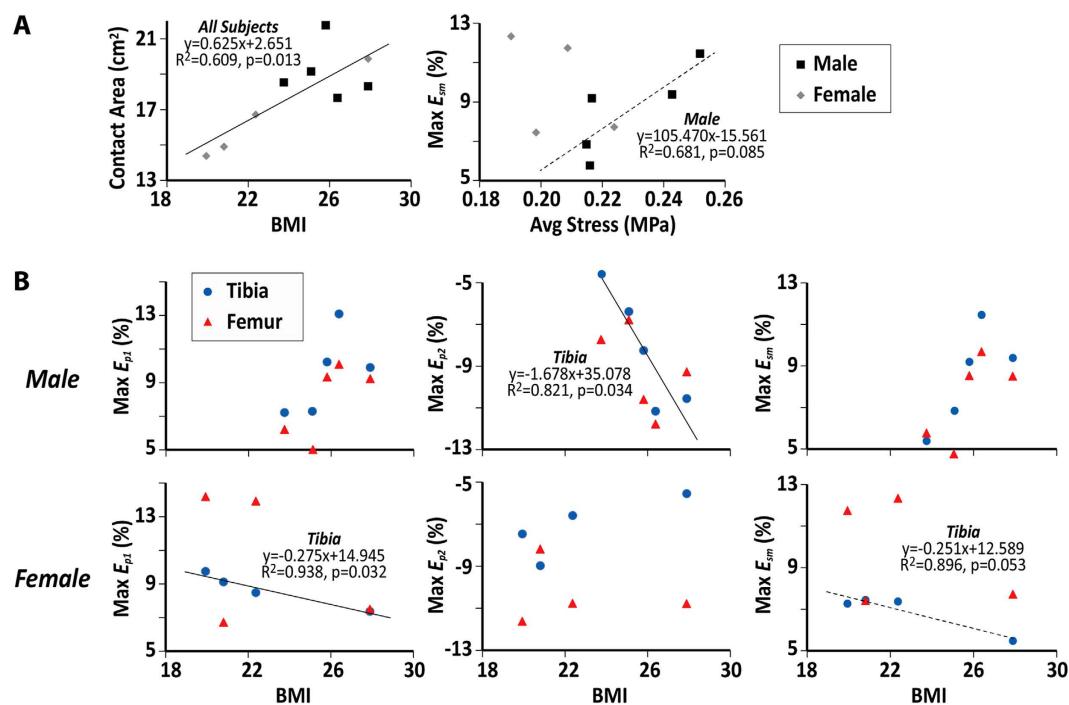 A
All Subjects
y=0.625x+2.651
R²=0.609, p=0.013
Contact Area (cm²)
21
17
13
18
22
26
30
BMI
Max Esm (%)
13
9
5
0.18
0.20
0.22
0.24
0.26
Avg Stress (MPa)
Male
y=105.470x-15.561
R²=0.681, p=0.085
Male
Female
B
Tibia
Femur
Male
Max Ep1 (%)
13
9
5
Max Ep2 (%)
-5
-9
-13
Tibia
y=-1.678x+35.078
R²=0.821, p=0.034
Max Esm (%)
13
9
5
Female
Max Ep1 (%)
13
9
5
Tibia
y=-0.275x+14.945
R²=0.938, p=0.032
18
22
26
30
BMI
Max Ep2 (%)
-5
-9
-13
18
22
26
30
BMI
Max Esm (%)
13
9
5
Tibia
y=-0.251x+12.589
R²=0.896, p=0.053
18
22
26
30
BMI